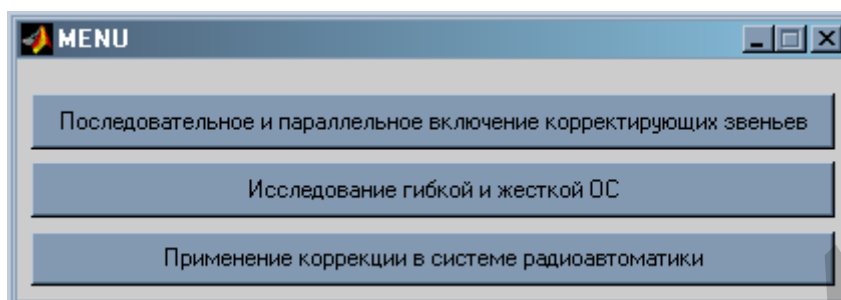 MENU
Последовательное и параллельное включение корректирующих звеньев
Исследование гибкой и жесткой ОС
Применение коррекции в системе радиоавтоматики